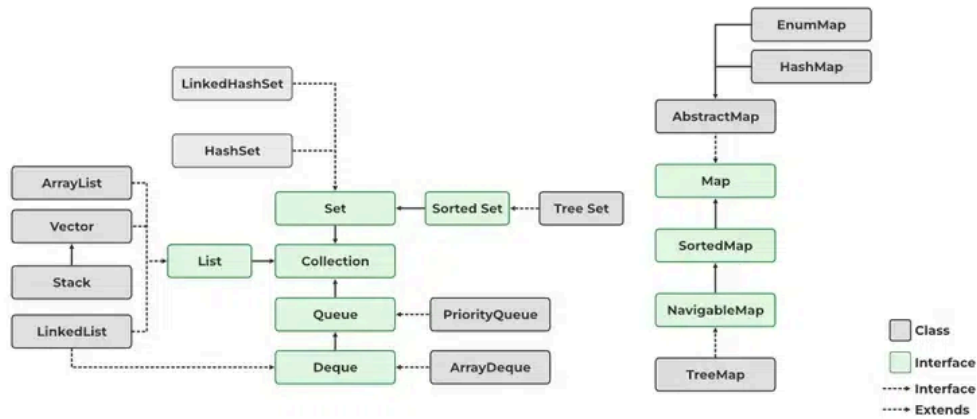 EnumMap
HashMap
LinkedHashSet
AbstractMap
HashSet
ArrayList
Map
Set
Sorted Set
Tree Set
Vector
SortedMap
List
Collection
Stack
Queue
PriorityQueue
NavigableMap
LinkedList
Class
Deque
ArrayDeque
TreeMap
Interface
Interface
Extends